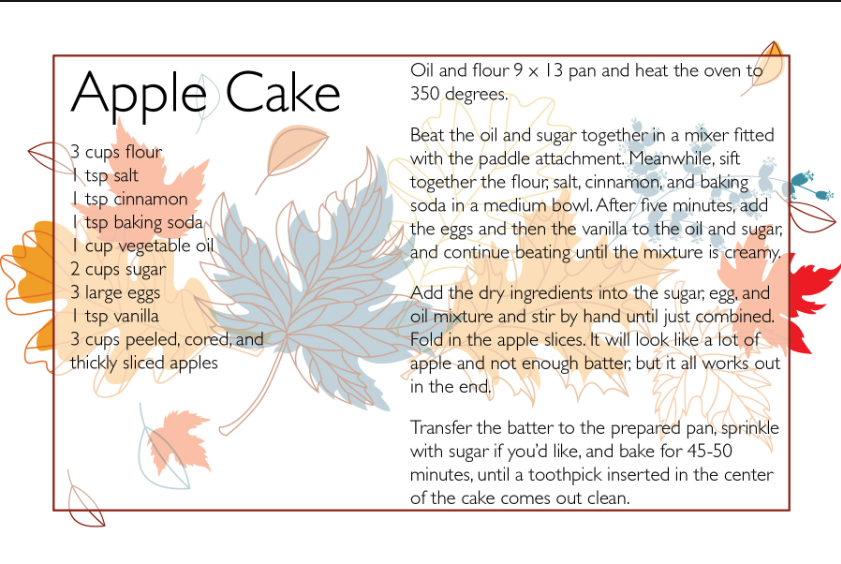 Apple Cake
3 cups flour
1 tsp salt
1 tsp cinnamon
1 tsp baking soda
1 cup vegetable oil
2 cups sugar
3 large eggs
1 tsp vanilla
3 cups peeled, cored, and
thickly sliced apples
Oil and flour 9 x 13 pan and heat the oven to
350 degrees.
Beat the oil and sugar together in a mixer fitted
with the paddle attachment. Meanwhile, sift
together the flour, salt, cinnamon, and baking
soda in a medium bowl. After five minutes, add
the eggs and then the vanilla to the oil and sugar,
and continue beating until the mixture is creamy.
Add the dry ingredients into the sugar, egg, and
oil mixture and stir by hand until just combined.
Fold in the apple slices. It will look like a lot of
apple and not enough batter, but it all works out
in the end.
Transfer the batter to the prepared pan, sprinkle
with sugar if you'd like, and bake for 45-50
minutes, until a toothpick inserted in the center
of the cake comes out clean.